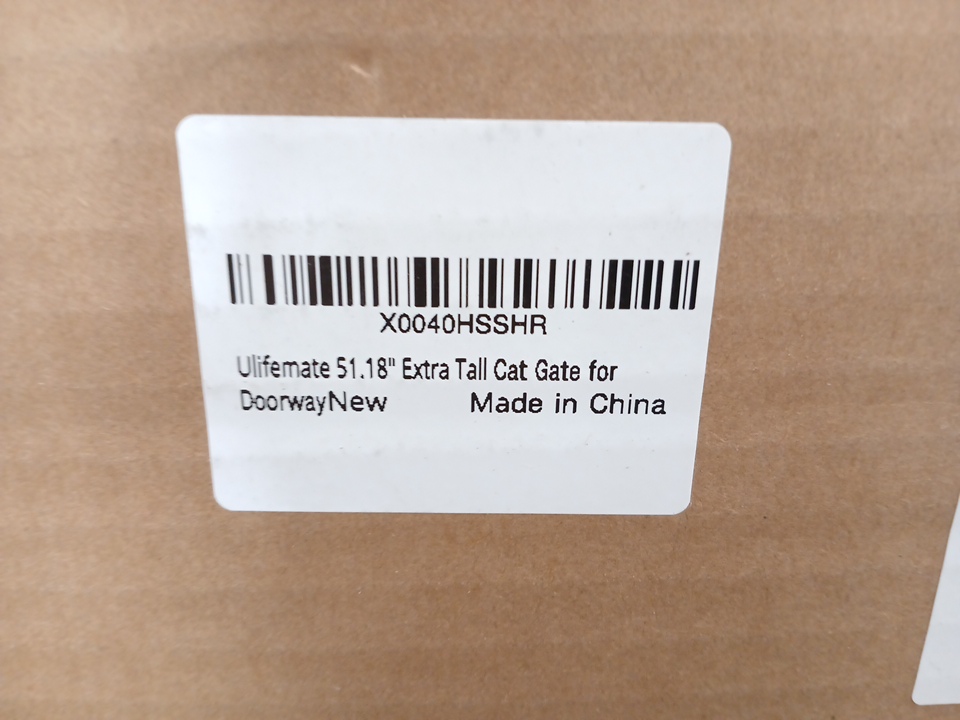 X0040HSSHR
Ulifemate 51.18" Extra Tall Cat Gate for
DoorwayNew Made in China